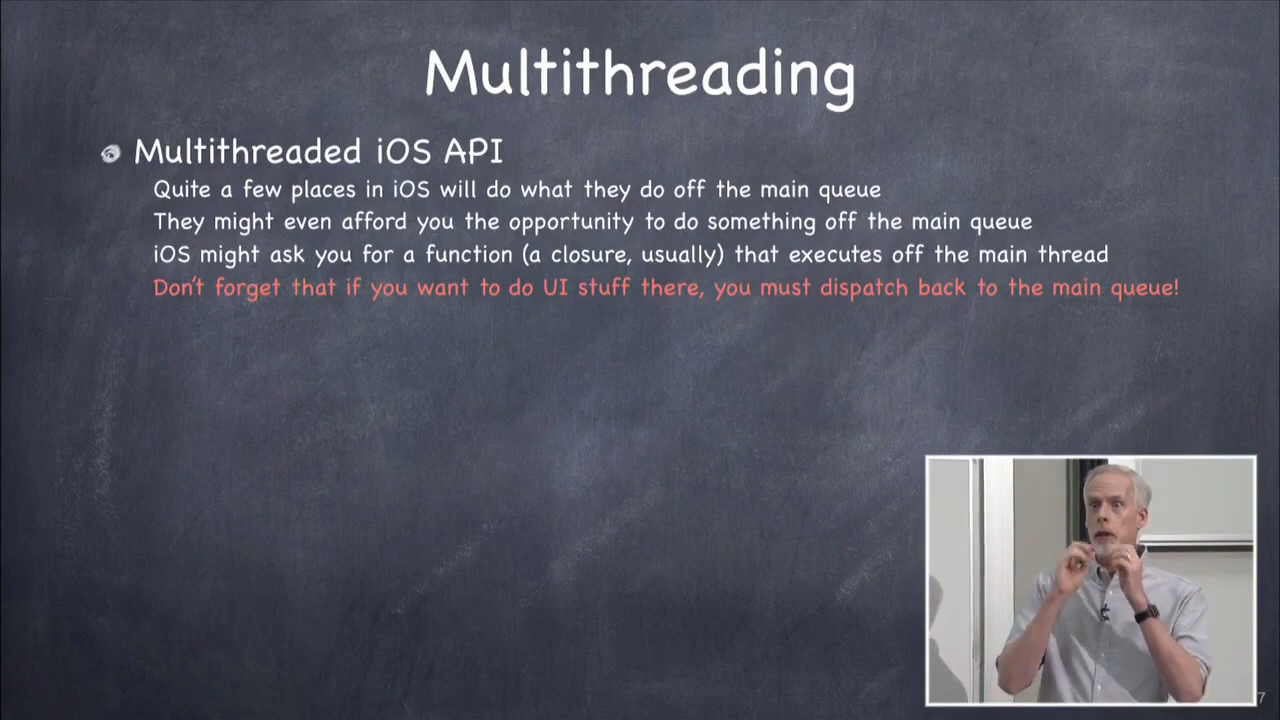 Multithreading
Multithreaded iOS API
Quite a few places in iOS will do what they do off the main queue
They might even afford you the opportunity to do something off the main queue
iOS might ask you for a function (a closure, usually) that executes off the main thread
Don't forget that if you want to do UI stuff there, you must dispatch back to the main queue!
7